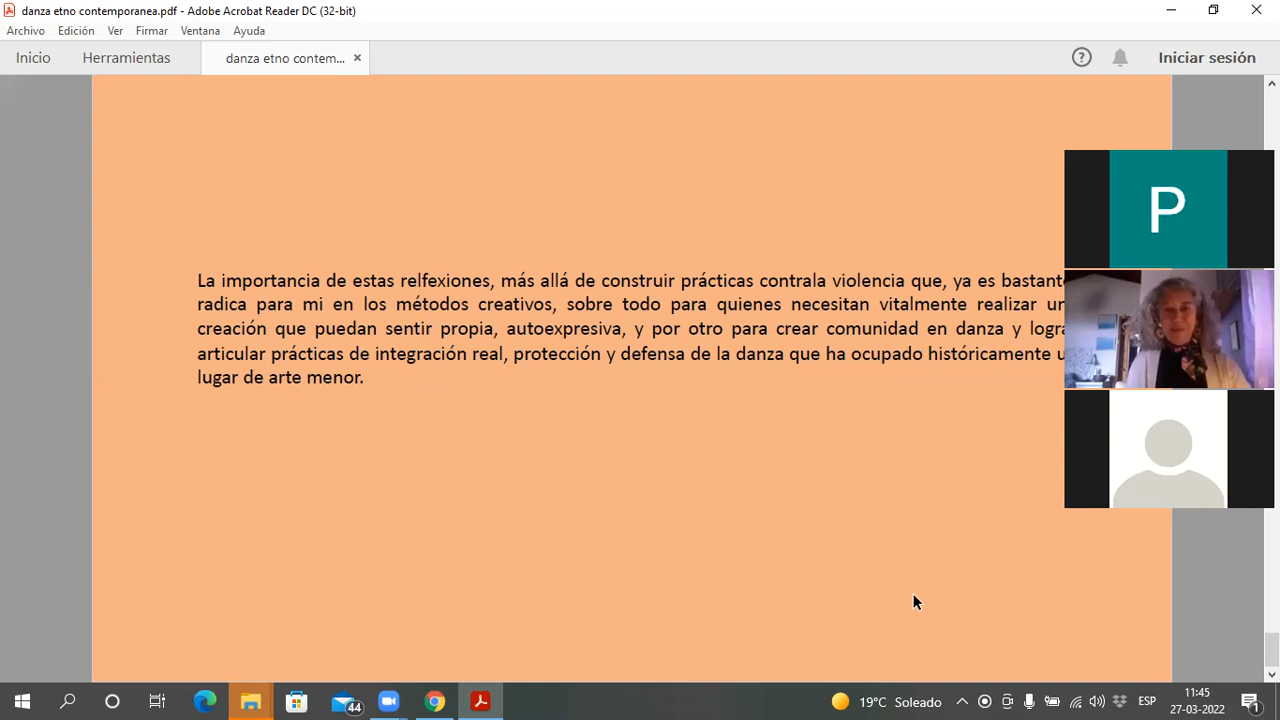 danza etno contemporanea.pdf - Adobe Acrobat Reader DC (32-bit)
Archivo Edición Ver Firmar Ventana Ayuda
Inicio Herramientas danza etno contem... Iniciar sesión
La importancia de estas relfexiones, más allá de construir prácticas contrala violencia que, ya es bastant
radica para mi en los métodos creativos, sobre todo para quienes necesitan vitalmente realizar
creación que puedan sentir propia, autoexpresiva, y por otro para crear comunidad en danza y logra
articular prácticas de integración real, protección y defensa de la danza que ha ocupado históricamente
lugar de arte menor.
P
44
19°C Soleado ESP 11:45
27-03-2022 1